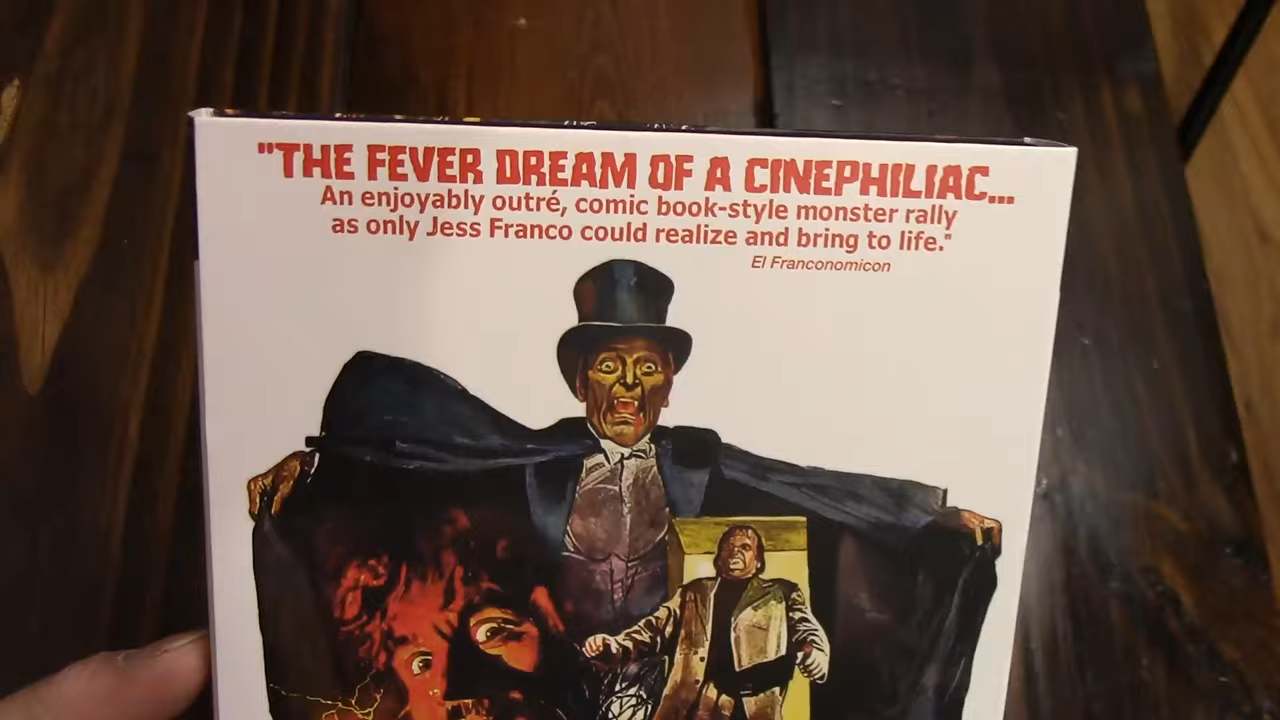 "THE FEVER DREAM OF A CINEPHILIAC...
An enjoyably outré, comic book-style monster rally
as only Jess Franco could realize and bring to life."
El Franconomicon